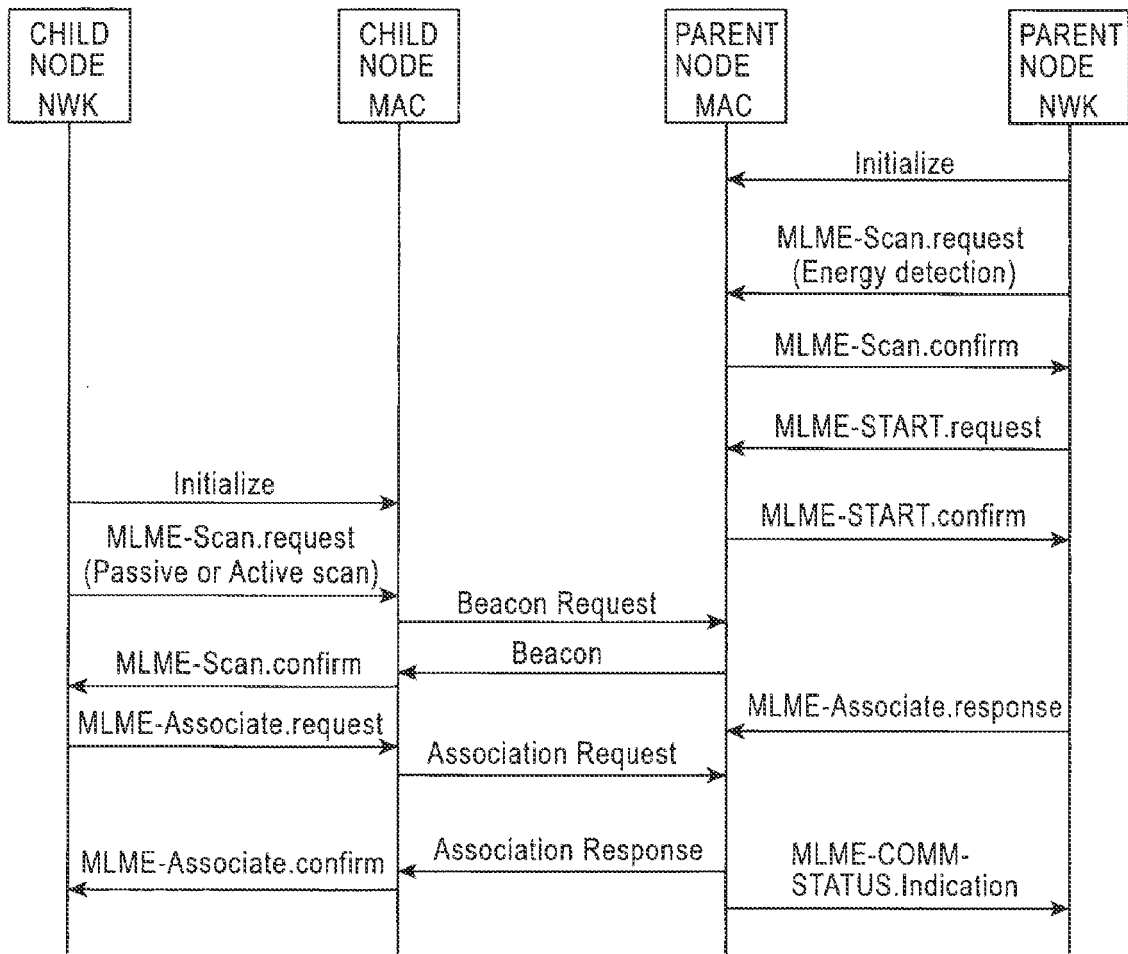 CHILD
NODE
NWK
CHILD
NODE
MAC
PARENT
NODE
MAC
PARENT
NODE
NWK
Initialize
MLME-Scan.request
(Energy detection)
MLME-Scan.confirm
MLME-START.request
Initialize
MLME-START.confirm
MLME-Scan.request
(Passive or Active scan)
Beacon Request
Beacon
MLME-Scan.confirm
MLME-Associate.response
MLME-Associate.request
Association Request
Association Response
MLME-Associate.confirm
MLME-COMM-
STATUS.Indication